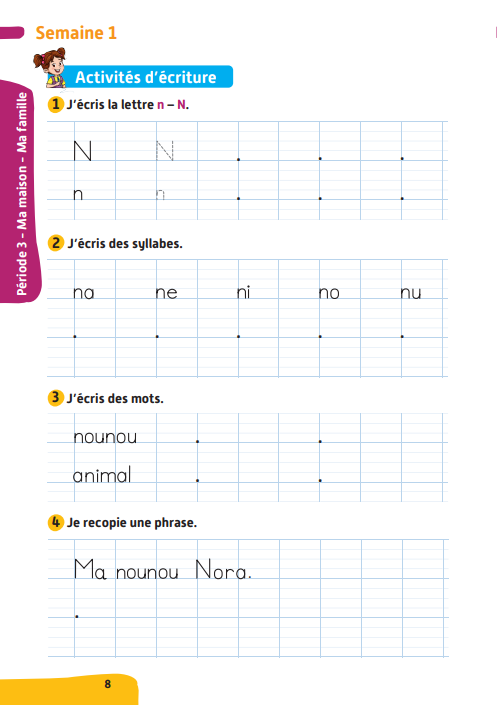 Semaine 1
Activités d'écriture
Période 3 - Ma maison - Ma famille
1 J'écris la lettre n – N.
N N
n n
2 J'écris des syllabes.
na ne ni no nu
3 J'écris des mots.
nounou
animal
4 Je recopie une phrase.
Ma nounou Nora.
8